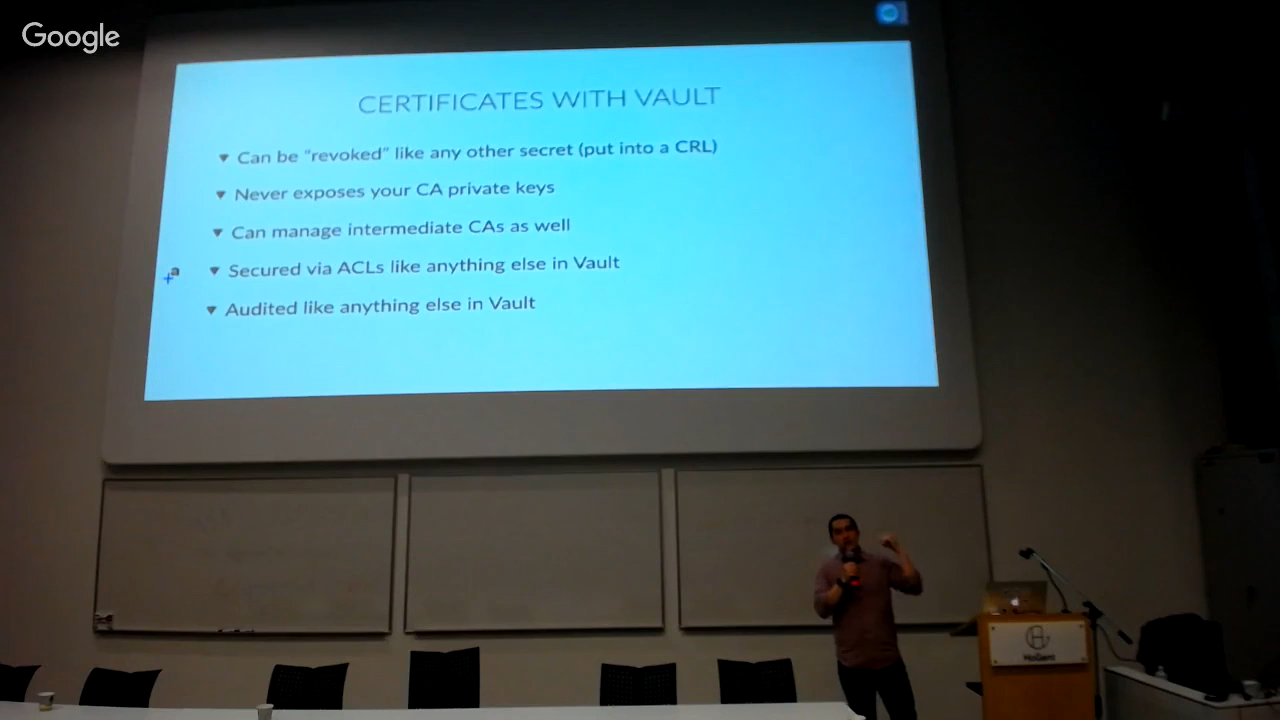 Google
CERTIFICATES WITH VAULT
Can be "revoked" like any other secret (put into a CRL)
Never exposes your CA private keys
Can manage intermediate CAs as well
Secured via ACLs like anything else in Vault
Audited like anything else in Vault
a
HoGent